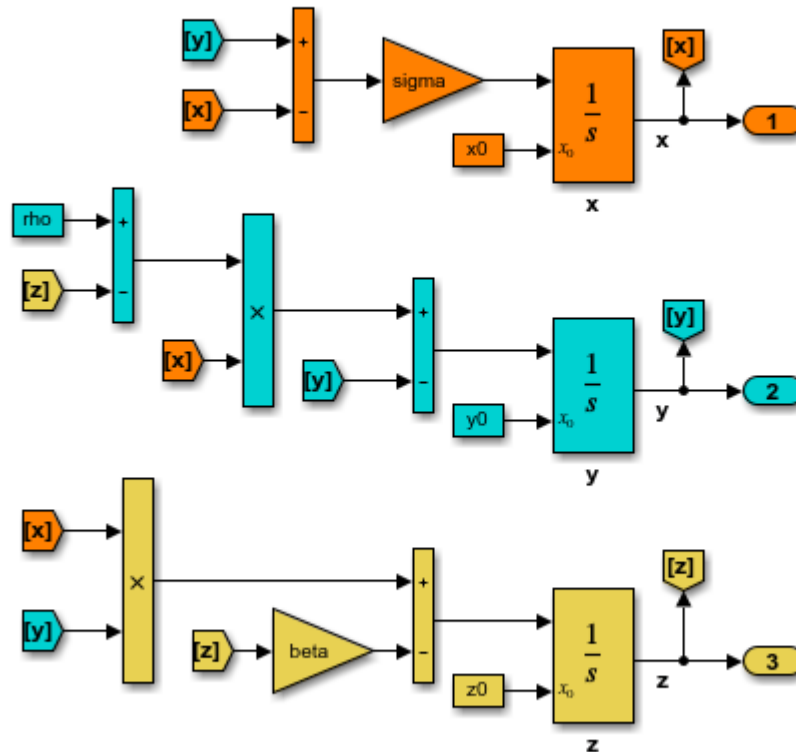 [y]
+
[x]
−
sigma
x0
x₀
1/s
x
x
[x]
1
rho
+
[z]
−
[x]
×
[y]
+
−
y0
x₀
1/s
y
y
[y]
2
[x]
[y]
×
[z]
beta
+
−
z0
x₀
1/s
z
z
[z]
3